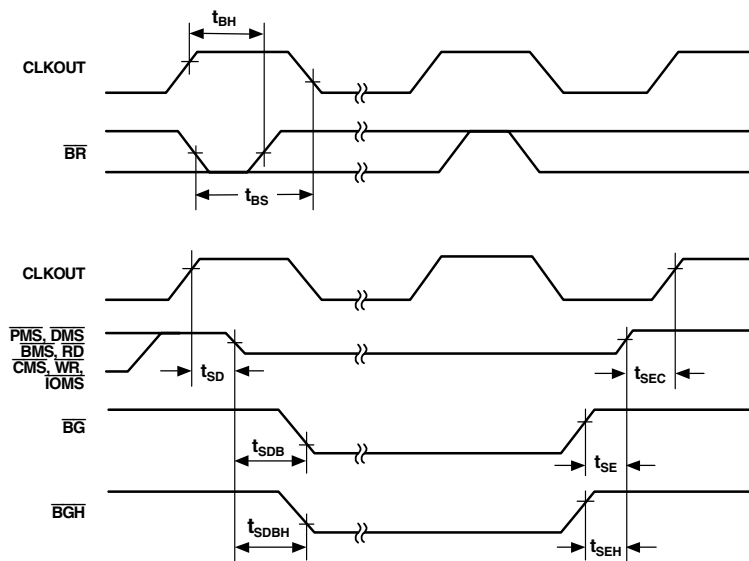 tBH
CLKOUT
BR
tBS
CLKOUT
PMS, DMS
BMS, RD
CMS, WR,
IOMS
tSD
tSEC
BG
tSDB
tSE
BGH
tSDBH
tSEH